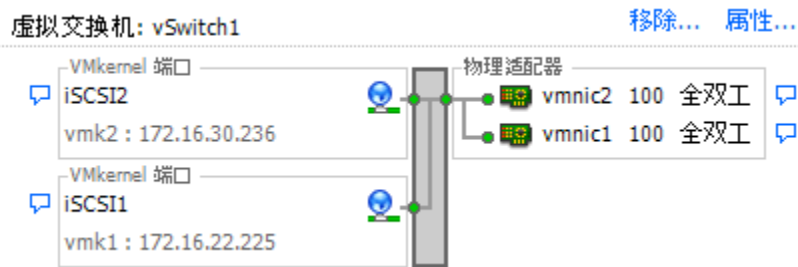 虚拟交换机: vSwitch1
移除... 属性...
VMkernel 端口
iSCSI2
vmk2 : 172.16.30.236
物理适配器
vmnic2 100 全双工
vmnic1 100 全双工
VMkernel 端口
iSCSI1
vmk1 : 172.16.22.225